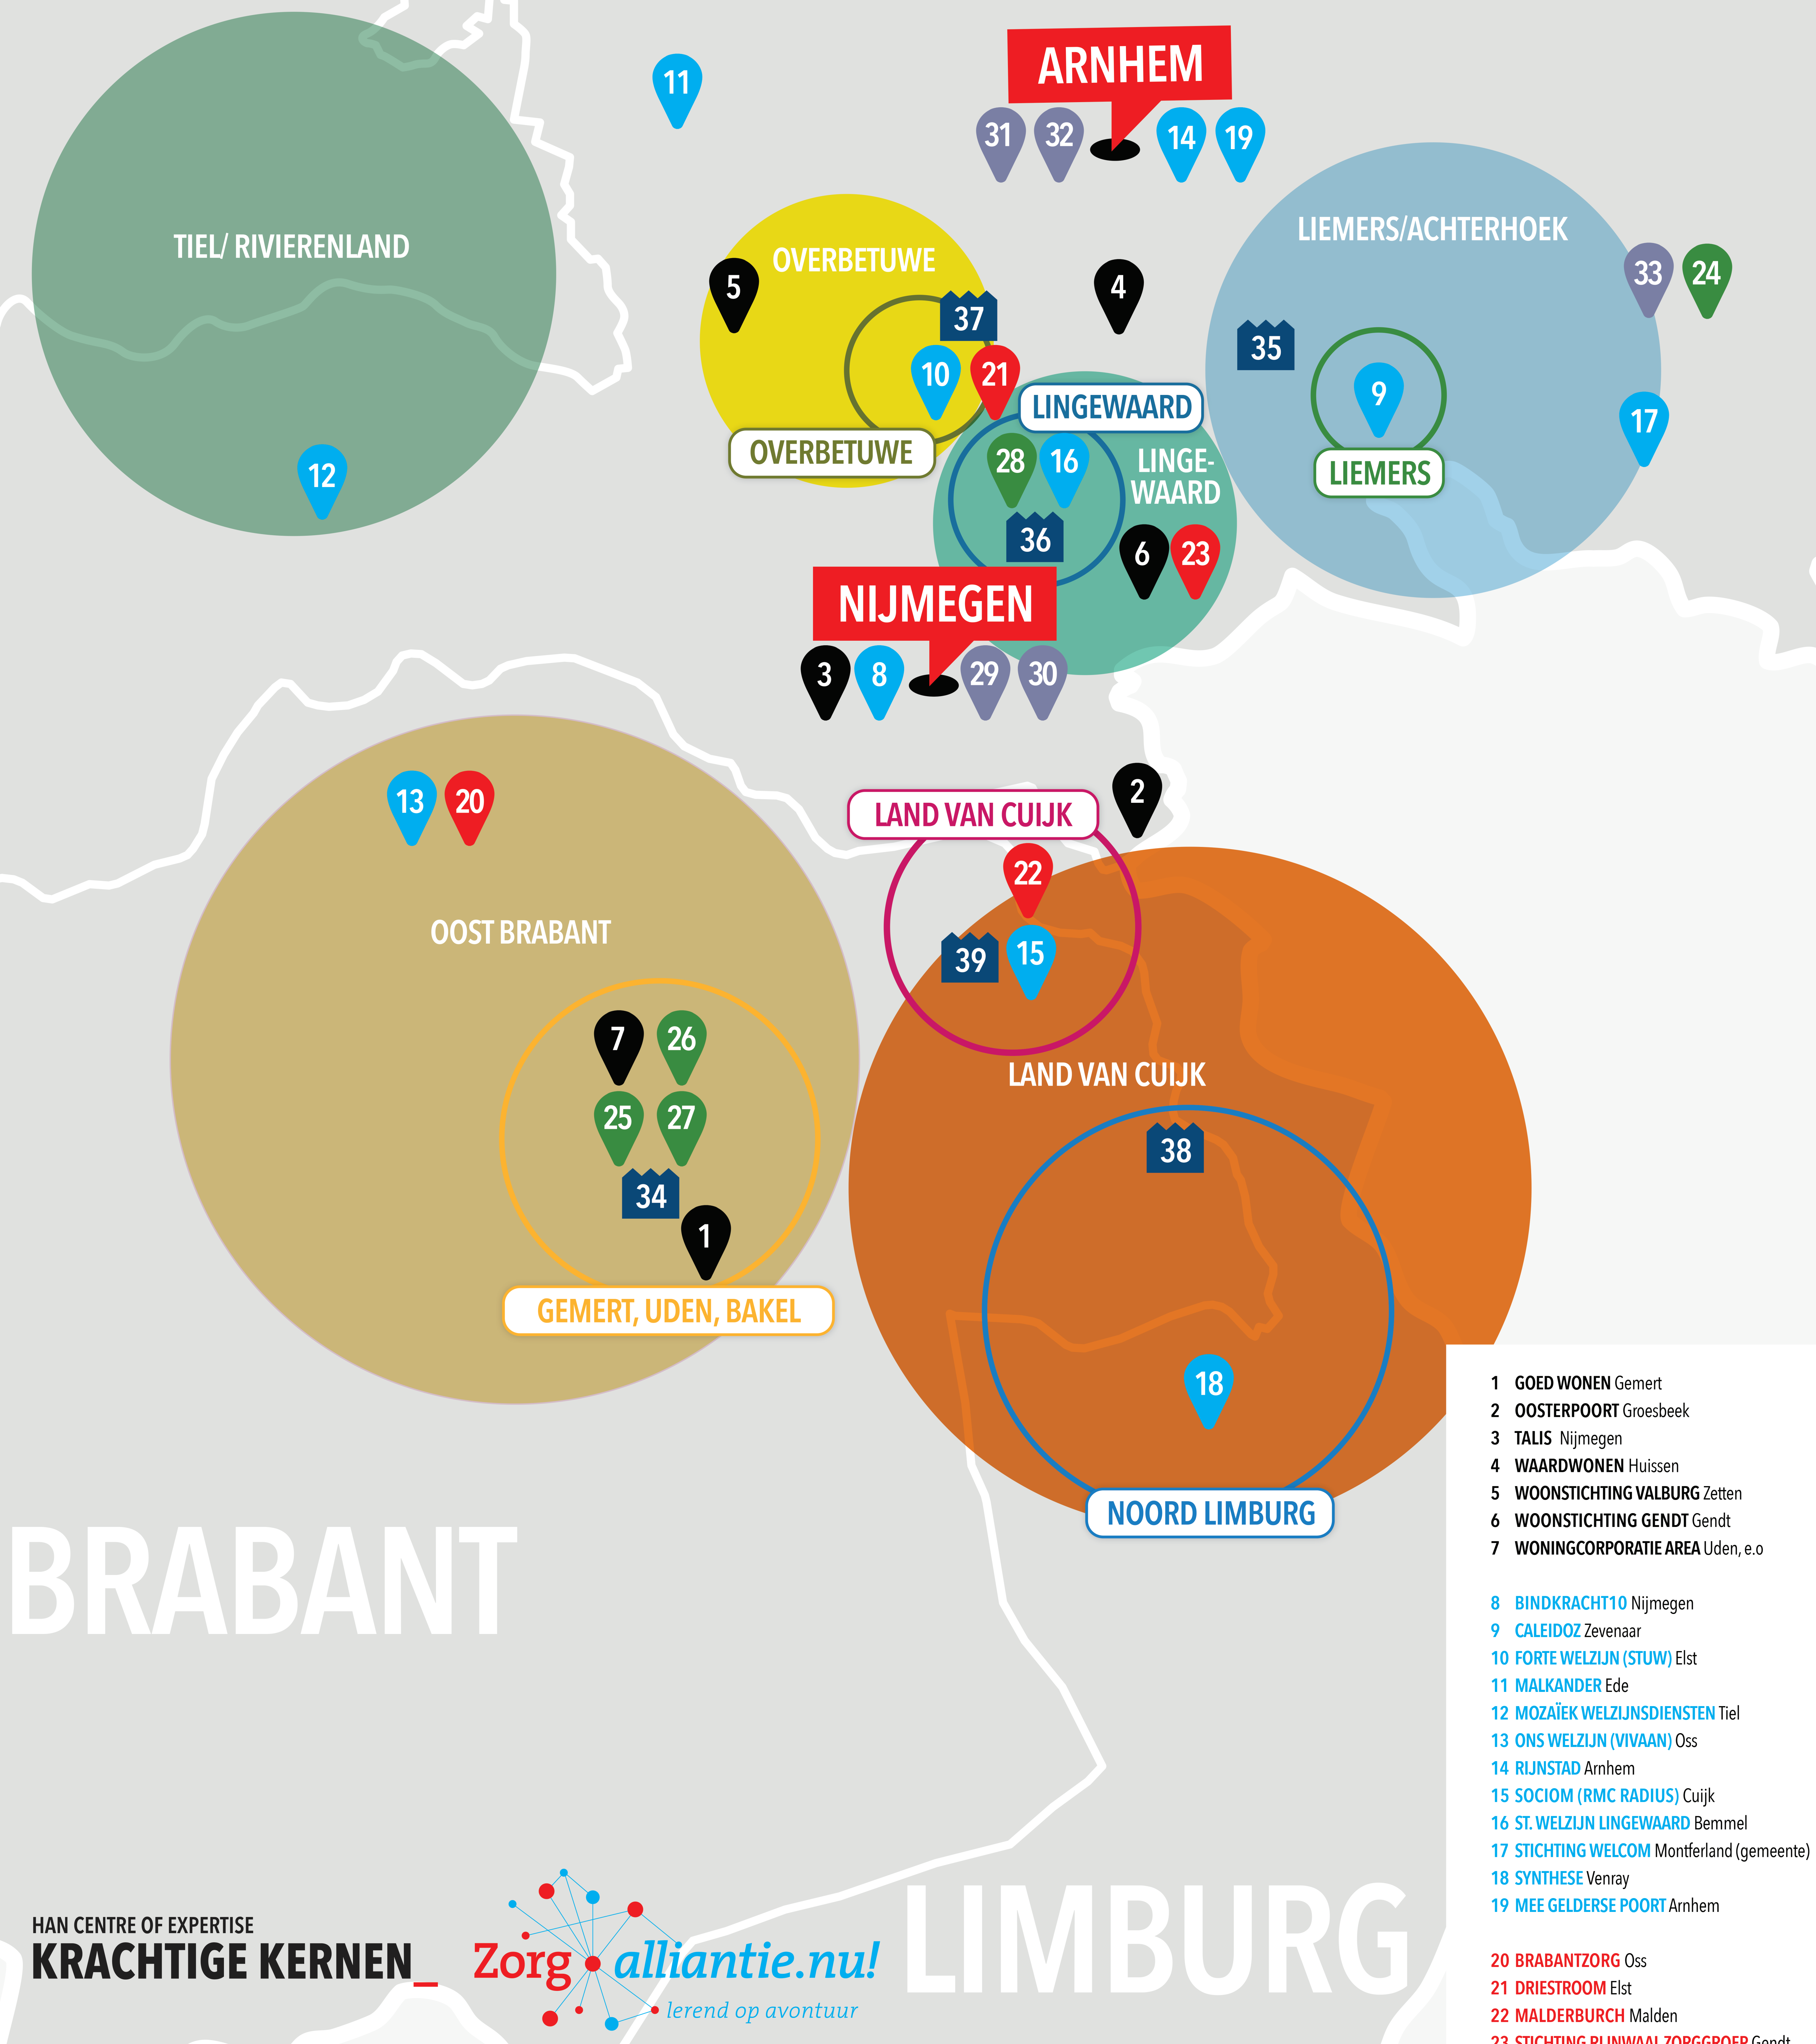 11
ARNHEM
31 32 14 19
TIEL/ RIVIERENLAND
OVERBETUWE
LIEMERS/ACHTERHOEK
5
4
33 24
37
35
10 21
9
17
LINGEWAARD
OVERBETUWE
28 16
LINGE-
WAARD
LIEMERS
12
36
6 23
NIJMEGEN
3 8 29 30
13 20
2
LAND VAN CUIJK
22
OOST BRABANT
39 15
7 26
LAND VAN CUIJK
25 27
38
34
1
GEMERT, UDEN, BAKEL
18
NOORD LIMBURG
BRABANT
LIMBURG
1 GOED WONEN Gemert
2 OOSTERPOORT Groesbeek
3 TALIS Nijmegen
4 WAARDWONEN Huissen
5 WOONSTICHTING VALBURG Zetten
6 WOONSTICHTING GENDT Gendt
7 WONINGCORPORATIE AREA Uden, e.o
8 BINDKRACHT10 Nijmegen
9 CALEIDOZ Zevenaar
10 FORTE WELZIJN (STUW) Elst
11 MALKANDER Ede
12 MOZAÏEK WELZIJNSDIENSTEN Tiel
13 ONS WELZIJN (VIVAAN) Oss
14 RIJNSTAD Arnhem
15 SOCIOM (RMC RADIUS) Cuijk
16 ST. WELZIJN LINGEWAARD Bemmel
17 STICHTING WELCOM Montferland (gemeente)
18 SYNTHESE Venray
19 MEE GELDERSE POORT Arnhem
20 BRABANTZORG Oss
21 DRIESTROOM Elst
22 MALDERBURCH Malden
23 STICHTING RIJNWAAL ZORGGROEP Gendt
HAN CENTRE OF EXPERTISE
KRACHTIGE KERNEN_
Zorg alliantie.nu!
lerend op avontuur